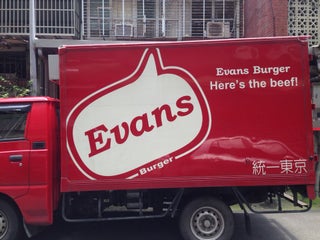 Evans
Burger
Evans Burger
Here's the beef!
統一東京